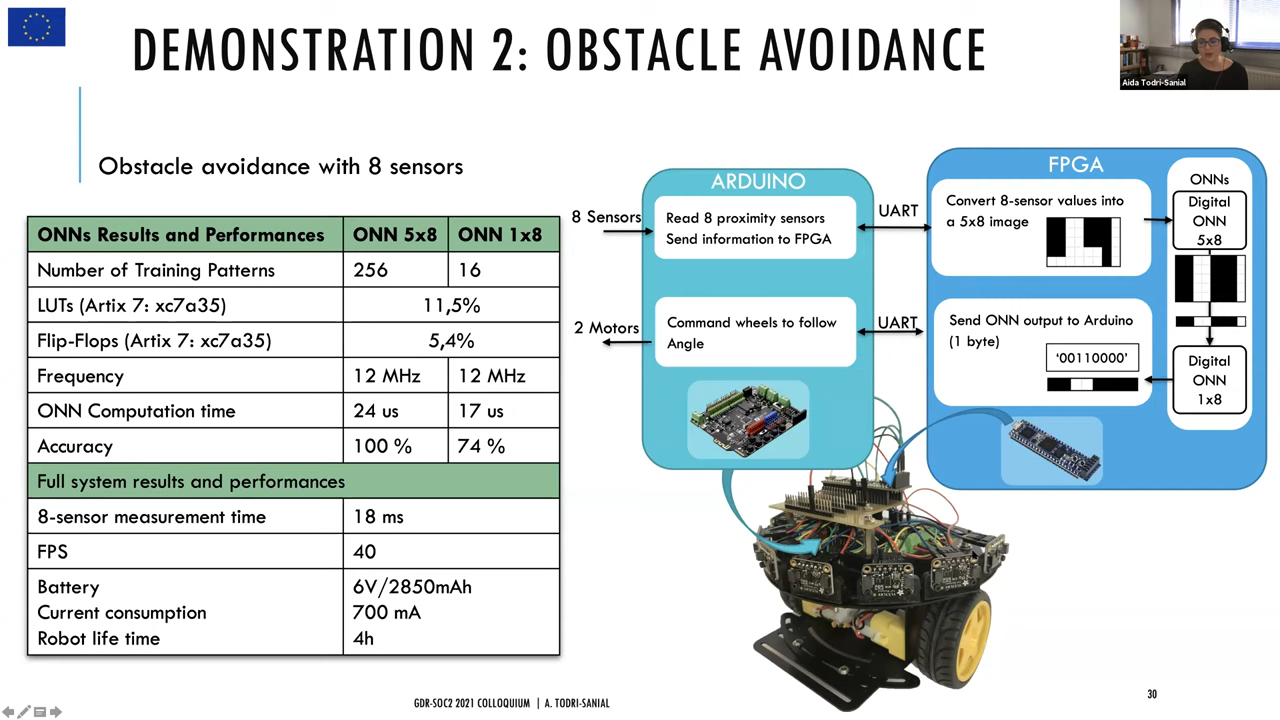 DEMONSTRATION 2: OBSTACLE AVOIDANCE
Aida Todri-Sanial
Obstacle avoidance with 8 sensors
ONNs Results and Performances ONN 5x8 ONN 1x8
Number of Training Patterns 256 16
LUTs (Artix 7: xc7a35) 11,5%
Flip-Flops (Artix 7: xc7a35) 5,4%
Frequency 12 MHz 12 MHz
ONN Computation time 24 us 17 us
Accuracy 100 % 74 %
Full system results and performances
8-sensor measurement time 18 ms
FPS 40
Battery 6V/2850mAh
Current consumption 700 mA
Robot life time 4h
8 Sensors
2 Motors
ARDUINO
Read 8 proximity sensors
Send information to FPGA
Command wheels to follow
Angle
UART
UART
FPGA
Convert 8-sensor values into
a 5x8 image
Send ONN output to Arduino
(1 byte)
‘00110000’
ONNs
Digital
ONN
5x8
Digital
ONN
1x8
GDR-SOC2 2021 COLLOQUIUM | A. TODRI-SANIAL
30